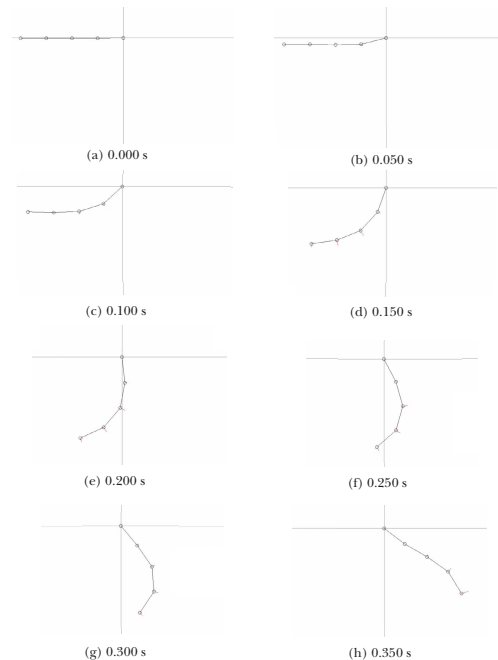 (a) 0.000 s
(b) 0.050 s
(c) 0.100 s
(d) 0.150 s
(e) 0.200 s
(f) 0.250 s
(g) 0.300 s
(h) 0.350 s